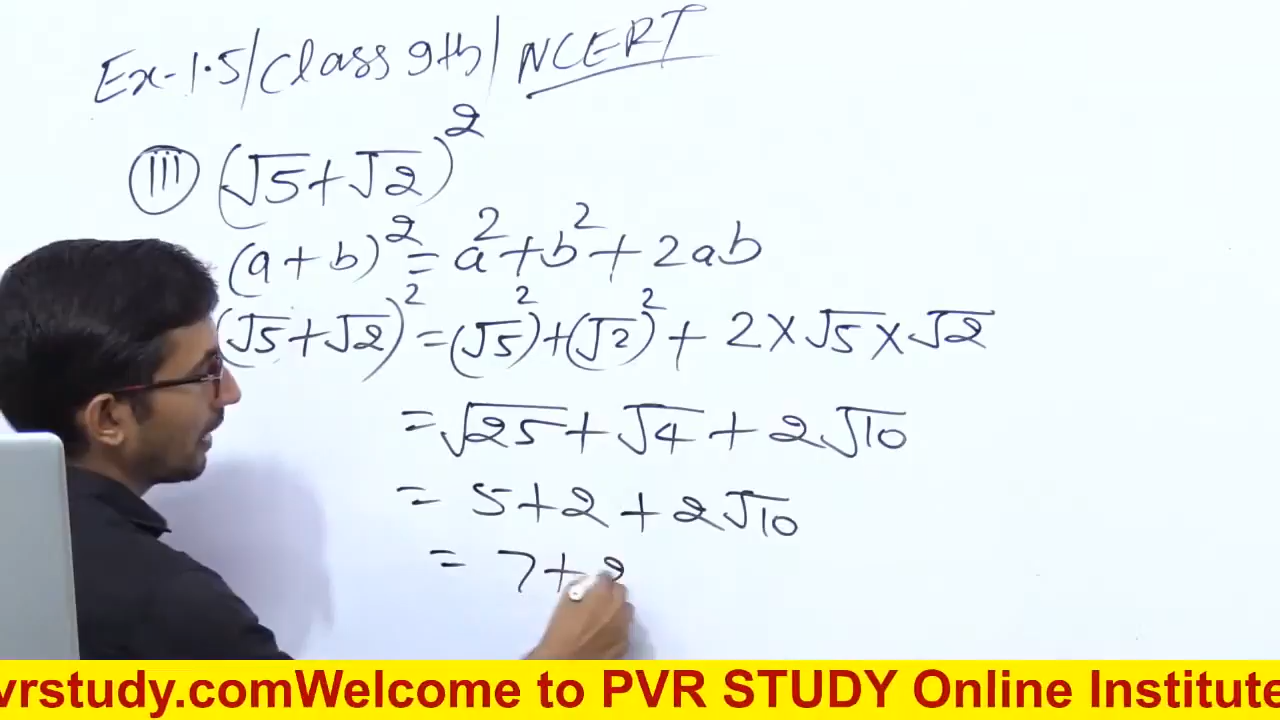 Ex-1.5/Class 9th/NCERT
(iii) (√5+√2)²
(a+b)² = a²+b²+2ab
(√5+√2)² = (√5)²+(√2)²+ 2×√5×√2
= √25+√4+2√10
= 5+2+2√10
= 7+2
vrstudy.comWelcome to PVR STUDY Online Institute